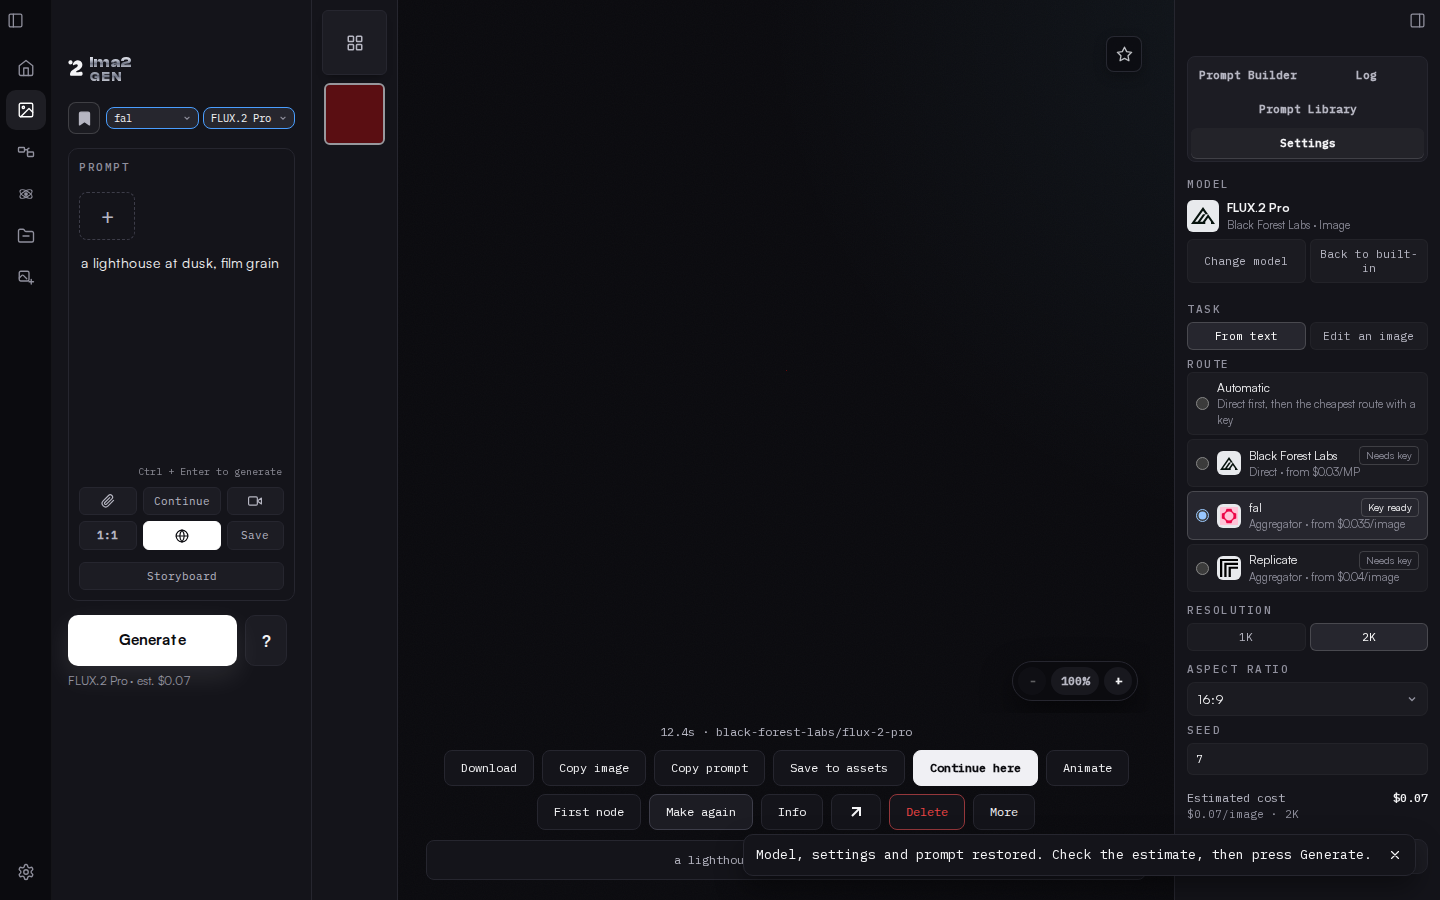 ima2
GEN
fal
FLUX.2 Pro
PROMPT
+
a lighthouse at dusk, film grain
Ctrl + Enter to generate
Continue
1:1
Save
Storyboard
Generate
?
FLUX.2 Pro • est. $0.07
-
100%
+
12.4s · black-forest-labs/flux-2-pro
Download
Copy image
Copy prompt
Save to assets
Continue here
Animate
First node
Make again
Info
Delete
More
a lighthou
Model, settings and prompt restored. Check the estimate, then press Generate.
Prompt Builder
Log
Prompt Library
Settings
MODEL
FLUX.2 Pro
Black Forest Labs • Image
Change model
Back to built-
in
TASK
From text
Edit an image
ROUTE
Automatic
Direct first, then the cheapest route with a
key
Black Forest Labs
Needs key
Direct • from $0.03/MP
fal
Key ready
Aggregator • from $0.035/image
Replicate
Needs key
Aggregator • from $0.04/image
RESOLUTION
1K
2K
ASPECT RATIO
16:9
SEED
7
Estimated cost
$0.07
$0.07/image · 2K